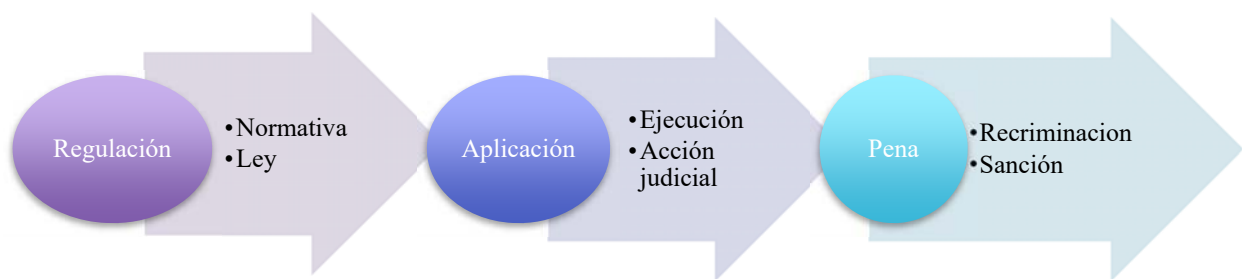 Regulación
•Normativa
•Ley
Aplicación
•Ejecución
•Acción
judicial
Pena
•Recriminacion
•Sanción